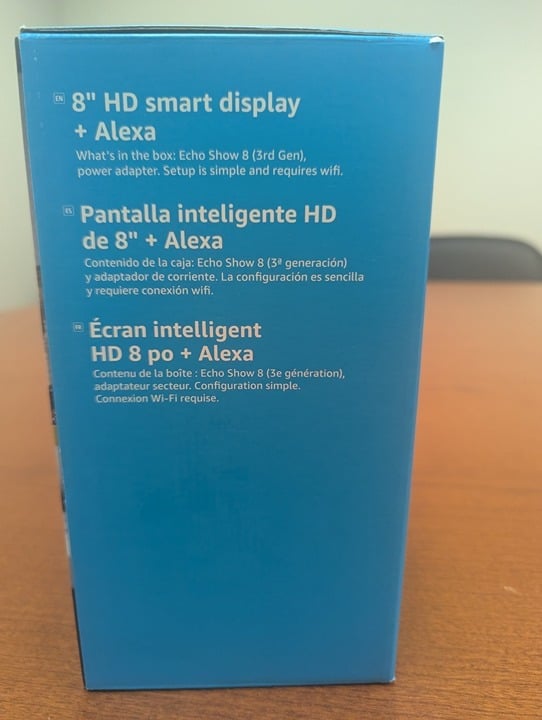 EN 8" HD smart display
+ Alexa
What's in the box: Echo Show 8 (3rd Gen),
power adapter. Setup is simple and requires wifi.
ES Pantalla inteligente HD
de 8" + Alexa
Contenido de la caja: Echo Show 8 (3ª generación)
y adaptador de corriente. La configuración es sencilla
y requiere conexión wifi.
FR Écran intelligent
HD 8 po + Alexa
Contenu de la boîte : Echo Show 8 (3e génération),
adaptateur secteur. Configuration simple.
Connexion Wi-Fi requise.